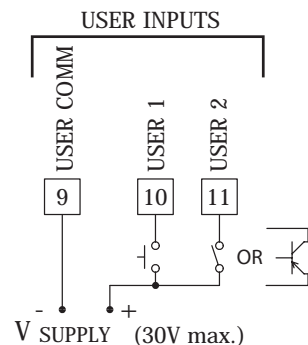 USER INPUTS
USER COMM
USER 1
USER 2
9
10
11
OR
- +
V SUPPLY (30V max.)